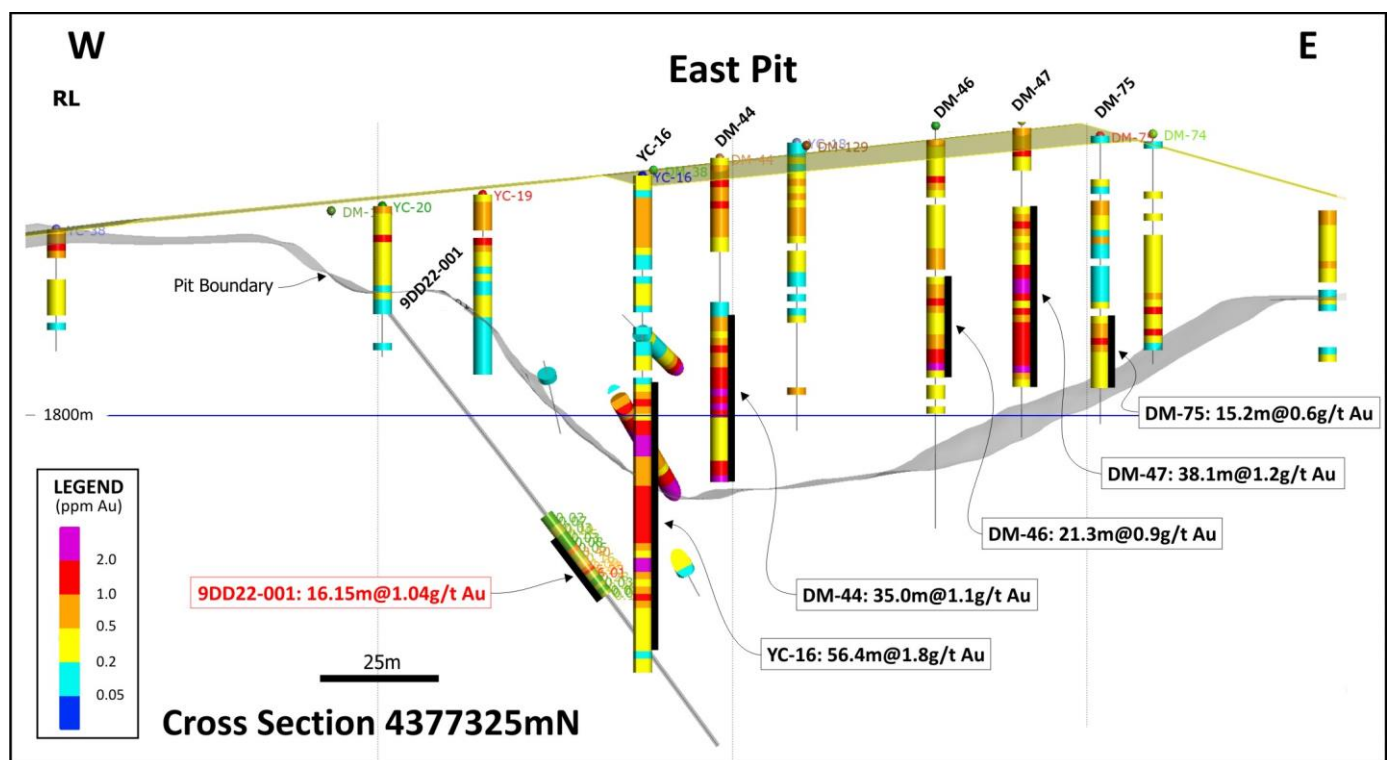 W
E
East Pit
RL
YC-16
DM-44
DM-46
DM-47
DM-75
DM-74
DM-129
DM-38
YC-16
DM-44
YC-18
YC-19
YC-20
YC-38
9DD22-001
Pit Boundary
1800m
DM-75: 15.2m@0.6g/t Au
DM-47: 38.1m@1.2g/t Au
DM-46: 21.3m@0.9g/t Au
DM-44: 35.0m@1.1g/t Au
YC-16: 56.4m@1.8g/t Au
9DD22-001: 16.15m@1.04g/t Au
LEGEND
(ppm Au)
2.0
1.0
0.5
0.2
0.05
25m
Cross Section 4377325mN